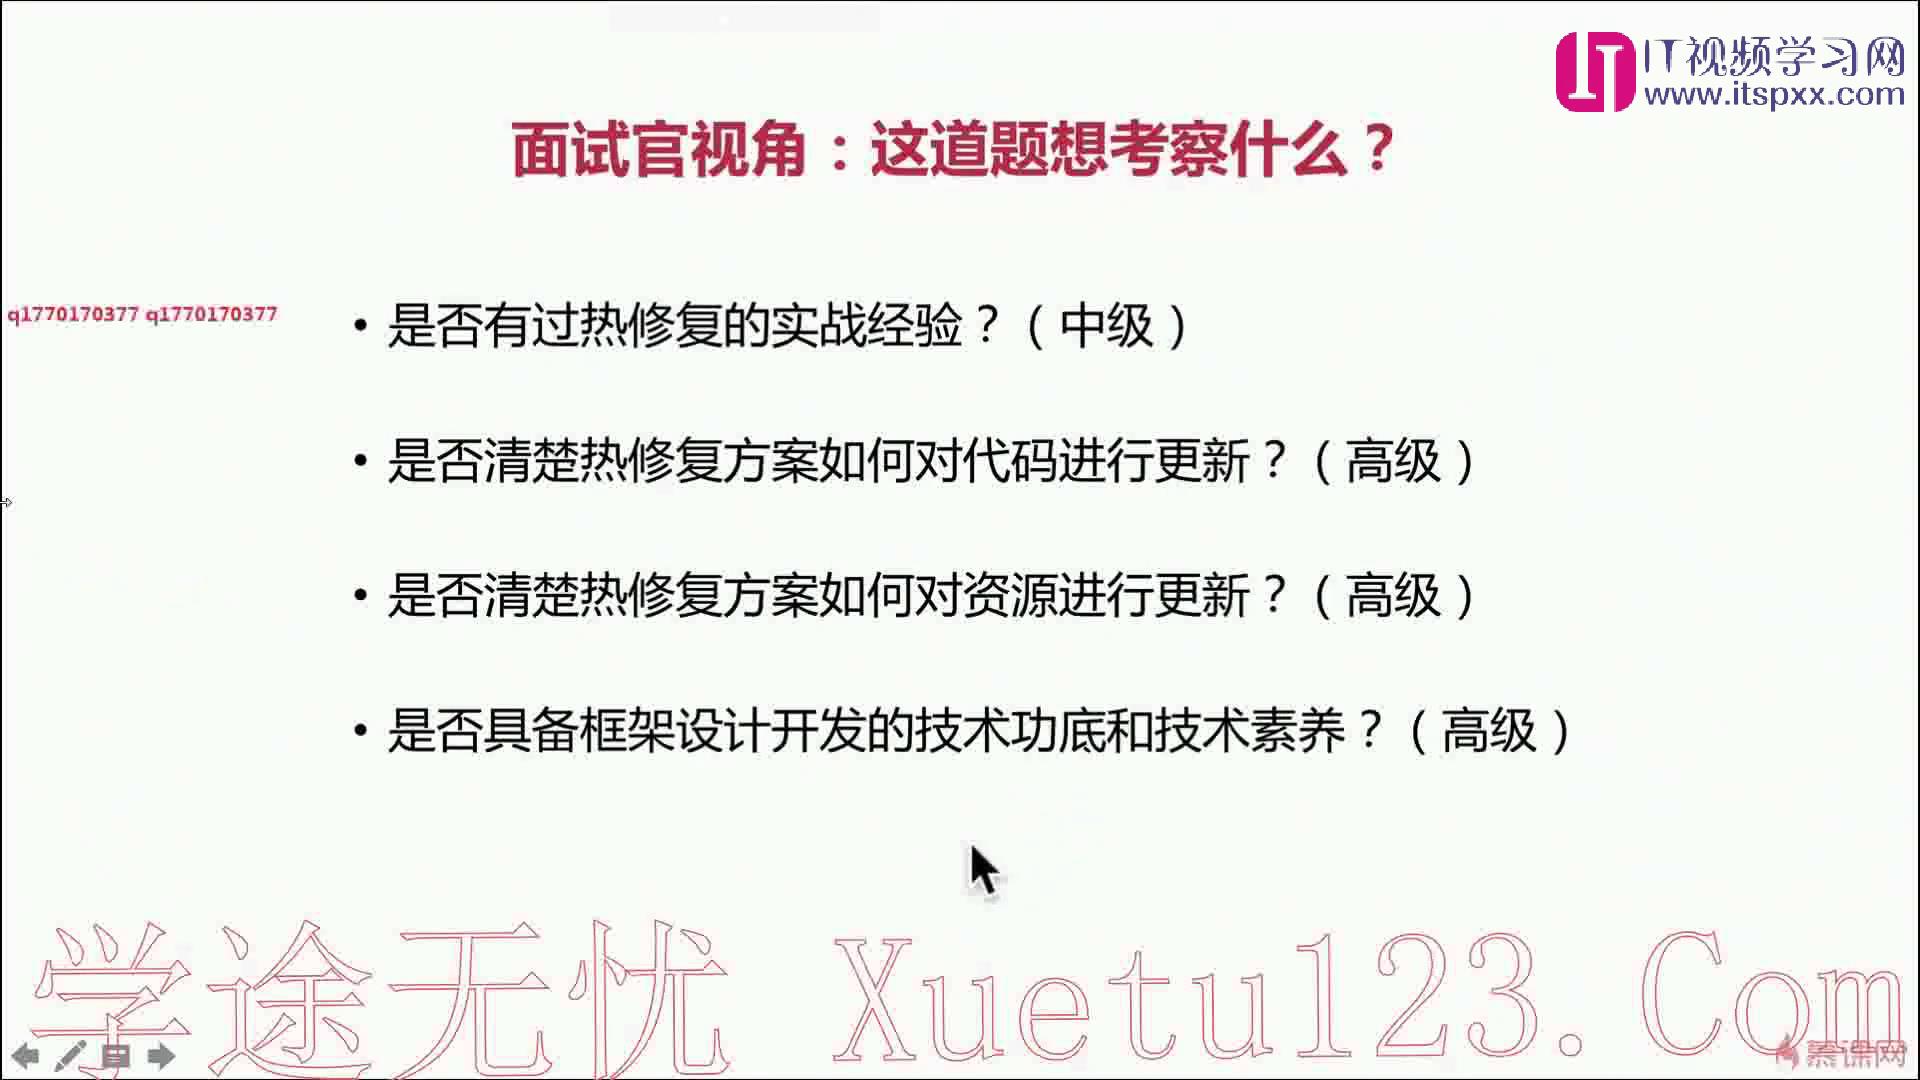 IT视频学习网
www.itspxx.com
面试官视角：这道题想考察什么？
q1770170377 q1770170377
• 是否有过热修复的实战经验？（中级）
• 是否清楚热修复方案如何对代码进行更新？（高级）
• 是否清楚热修复方案如何对资源进行更新？（高级）
• 是否具备框架设计开发的技术功底和技术素养？（高级）
学途无忧 Xuetu123.Com
慕课网